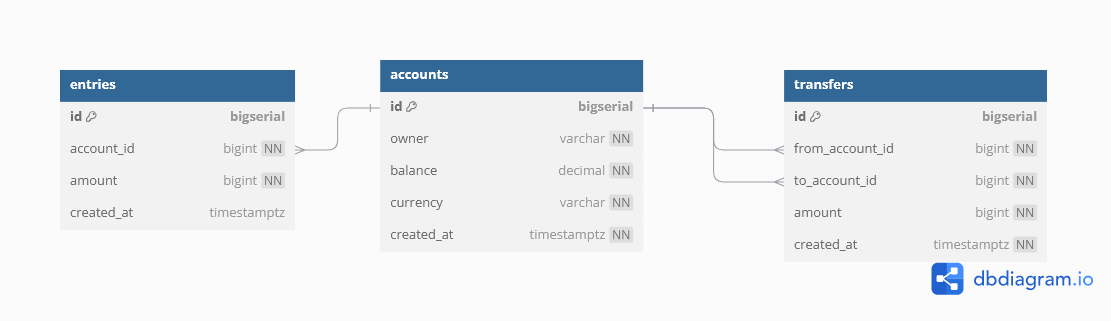 entries
id bigserial
account_id bigint NN
amount bigint NN
created_at timestamptz
accounts
id bigserial
owner varchar NN
balance decimal NN
currency varchar NN
created_at timestamptz NN
transfers
id bigserial
from_account_id bigint NN
to_account_id bigint NN
amount bigint NN
created_at timestamptz NN
dbdiagram.io